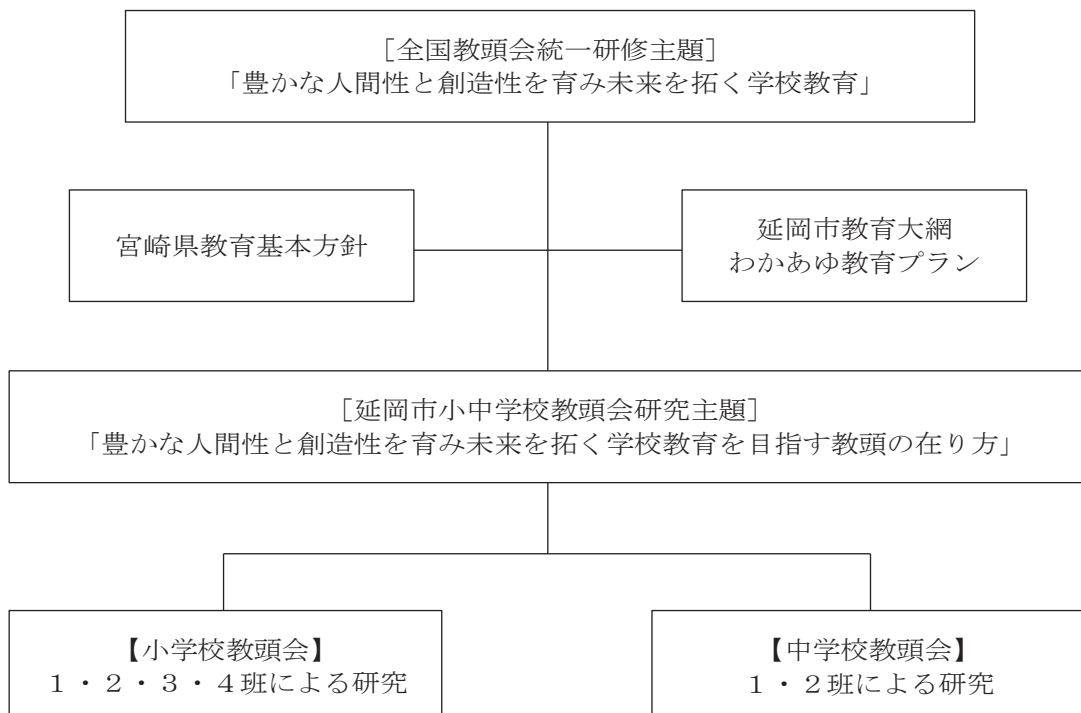 ［全国教頭会統一研修主題］
「豊かな人間性と創造性を育み未来を拓く学校教育」
宮崎県教育基本方針
延岡市教育大綱
わかあゆ教育プラン
［延岡市小中学校教頭会研究主題］
「豊かな人間性と創造性を育み未来を拓く学校教育を目指す教頭の在り方」
【小学校教頭会】
１・２・３・４班による研究
【中学校教頭会】
１・２班による研究